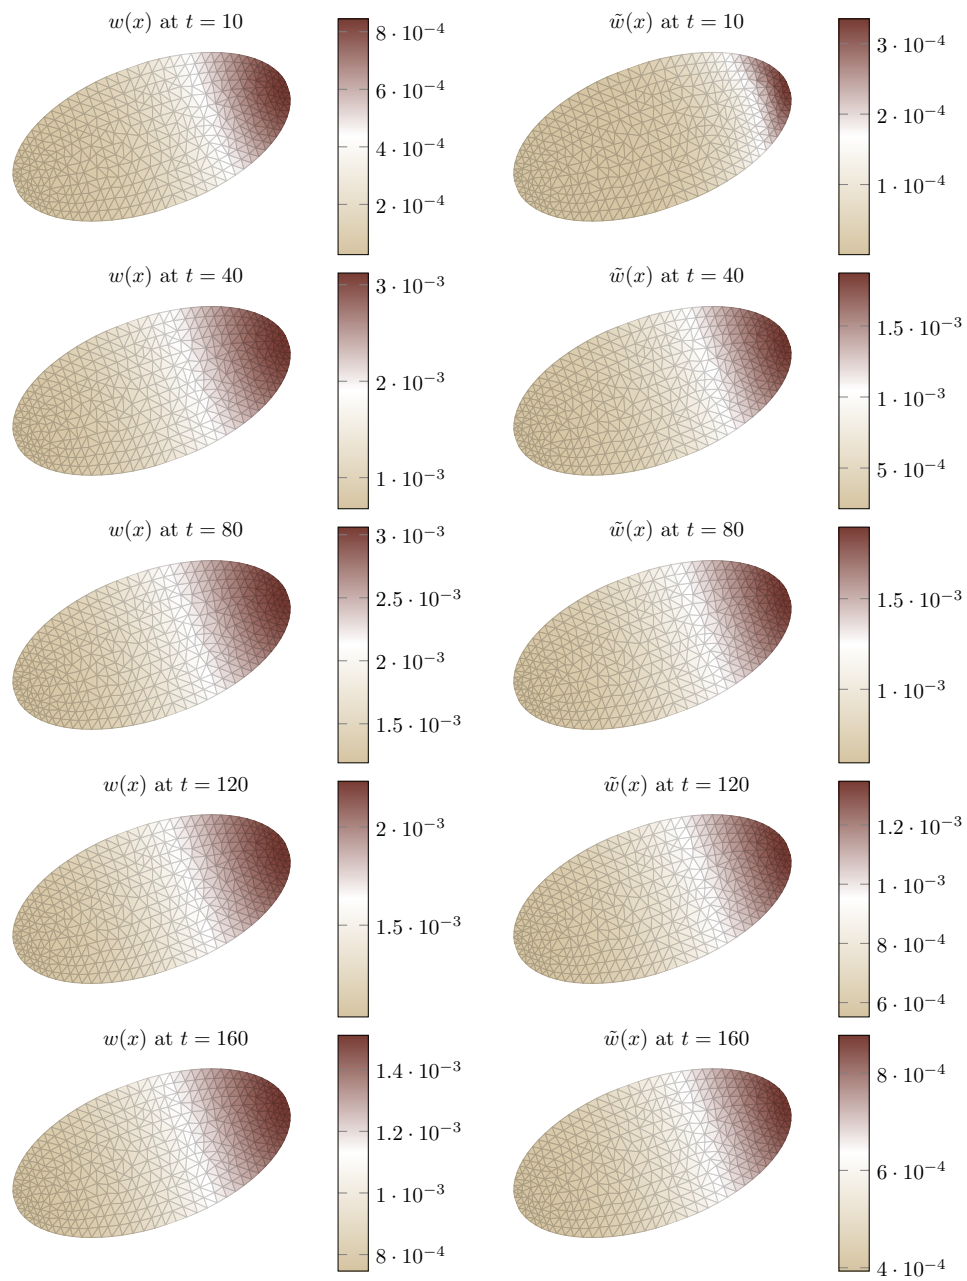 w(x) at t = 10
8 · 10⁻⁴
6 · 10⁻⁴
4 · 10⁻⁴
2 · 10⁻⁴
w̃(x) at t = 10
3 · 10⁻⁴
2 · 10⁻⁴
1 · 10⁻⁴
w(x) at t = 40
3 · 10⁻³
2 · 10⁻³
1 · 10⁻³
w̃(x) at t = 40
1.5 · 10⁻³
1 · 10⁻³
5 · 10⁻⁴
w(x) at t = 80
3 · 10⁻³
2.5 · 10⁻³
2 · 10⁻³
1.5 · 10⁻³
w̃(x) at t = 80
1.5 · 10⁻³
1 · 10⁻³
w(x) at t = 120
2 · 10⁻³
1.5 · 10⁻³
w̃(x) at t = 120
1.2 · 10⁻³
1 · 10⁻³
8 · 10⁻⁴
6 · 10⁻⁴
w(x) at t = 160
1.4 · 10⁻³
1.2 · 10⁻³
1 · 10⁻³
8 · 10⁻⁴
w̃(x) at t = 160
8 · 10⁻⁴
6 · 10⁻⁴
4 · 10⁻⁴